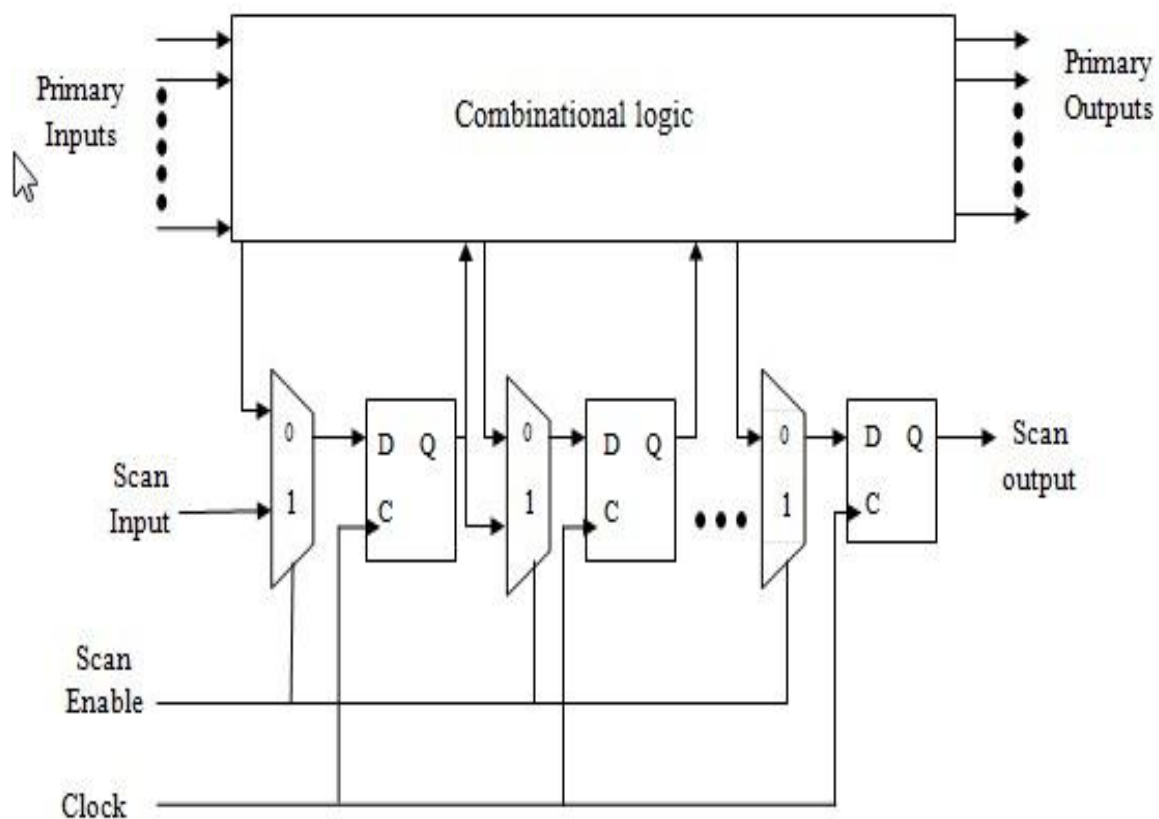 Primary
Inputs
Combinational logic
Primary
Outputs
Scan
Input
0
1
D Q
C
0
1
D Q
C
0
1
D Q
C
Scan
output
Scan
Enable
Clock